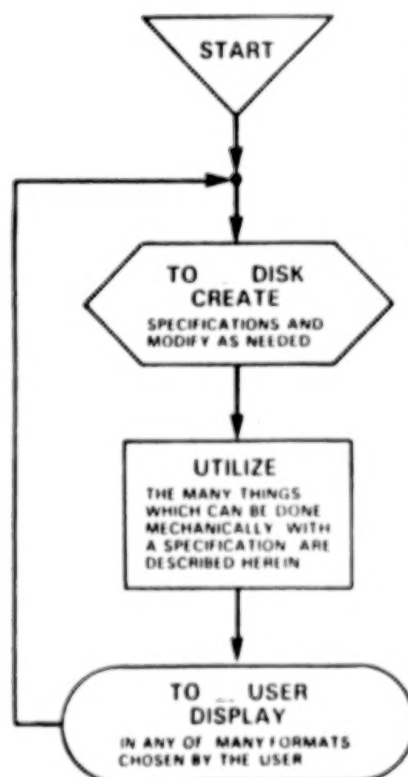 START
TO _ DISK
CREATE
SPECIFICATIONS AND
MODIFY AS NEEDED
UTILIZE
THE MANY THINGS
WHICH CAN BE DONE
MECHANICALLY WITH
A SPECIFICATION ARE
DESCRIBED HEREIN
TO _ USER
DISPLAY
IN ANY OF MANY FORMATS
CHOSEN BY THE USER